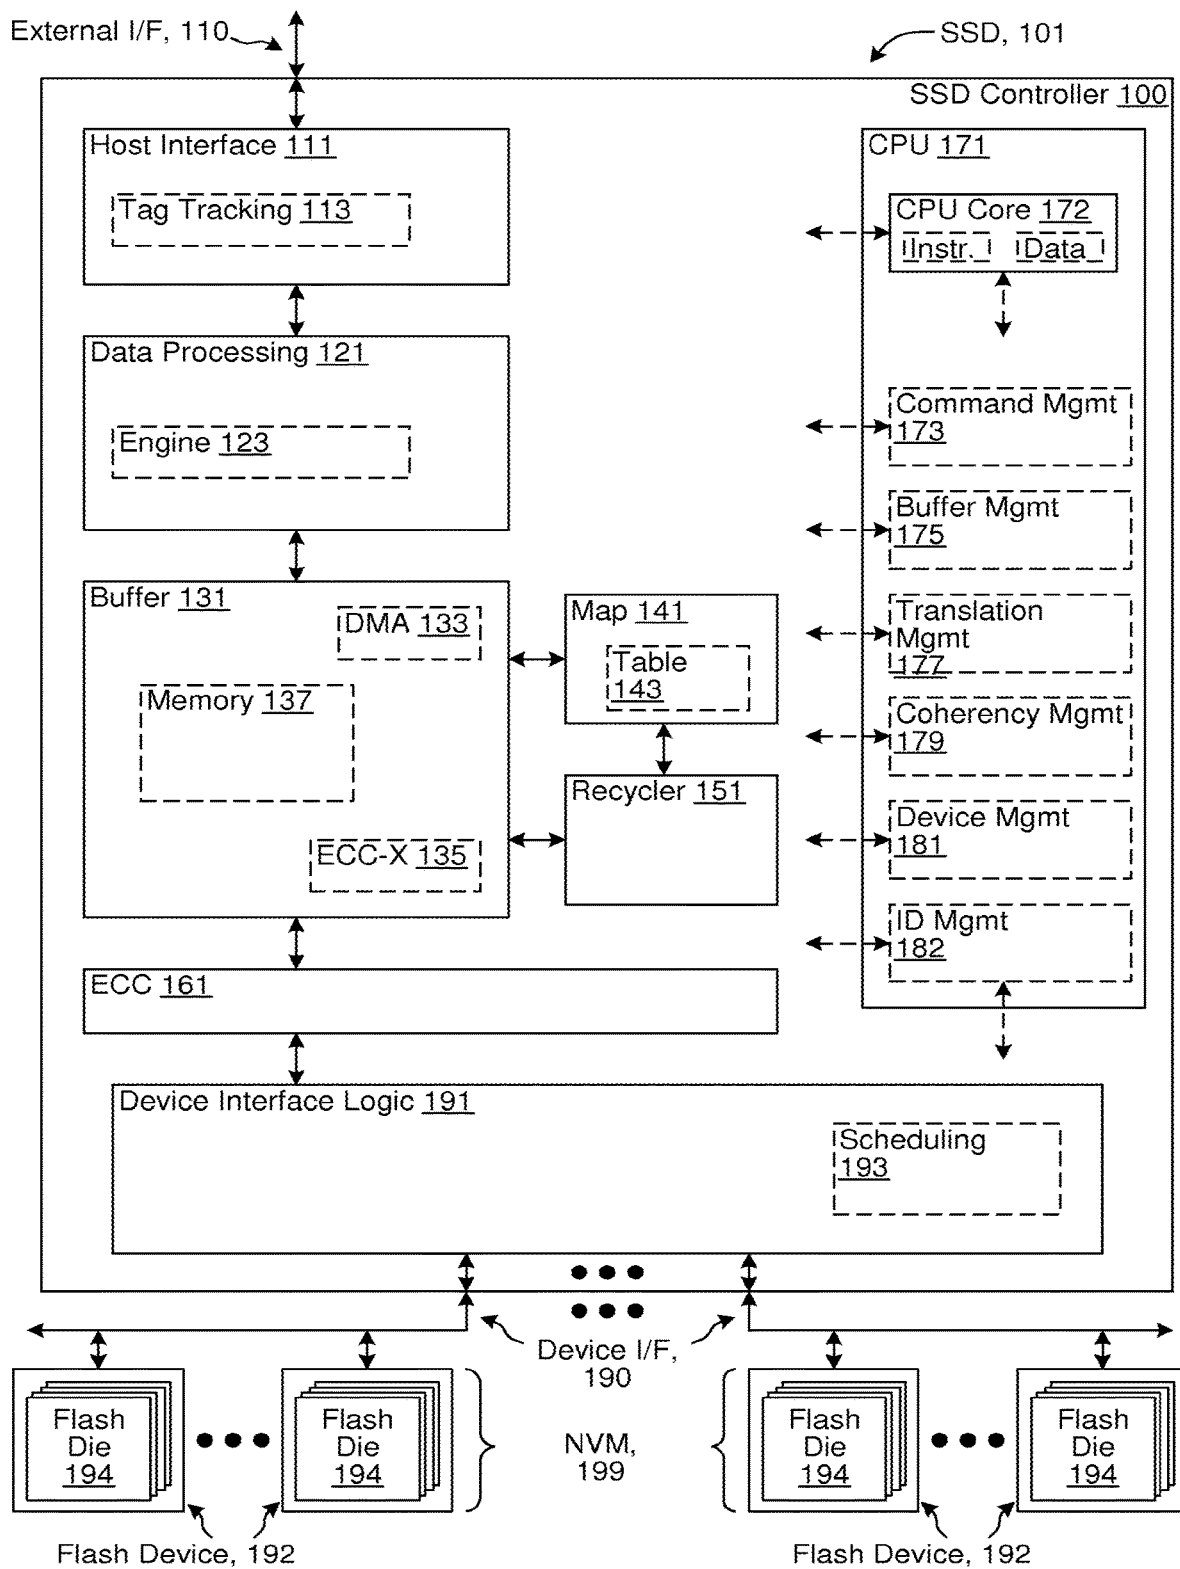 External I/F, 110
SSD, 101
SSD Controller 100
Host Interface 111
Tag Tracking 113
Data Processing 121
Engine 123
Buffer 131
DMA 133
Memory 137
ECC-X 135
Map 141
Table
143
Recycler 151
ECC 161
CPU 171
CPU Core 172
Instr. Data
Command Mgmt
173
Buffer Mgmt
175
Translation
Mgmt
177
Coherency Mgmt
179
Device Mgmt
181
ID Mgmt
182
Device Interface Logic 191
Scheduling
193
Device I/F,
190
Flash
Die
194
Flash
Die
194
NVM,
199
Flash
Die
194
Flash
Die
194
Flash Device, 192
Flash Device, 192